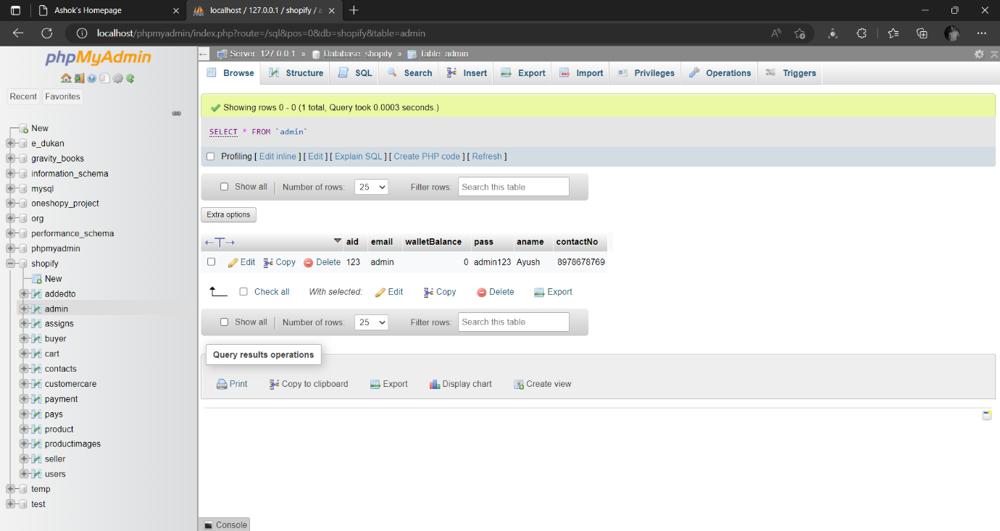 Ashok's Homepage
localhost / 127.0.0.1 / shopify / a
localhost/phpmyadmin/index.php?route=/sql&pos=0&db=shopify&table=admin
phpMyAdmin
Recent Favorites
New
e_dukan
gravity_books
information_schema
mysql
oneshopy_project
org
performance_schema
phpmyadmin
shopify
New
addedto
admin
assigns
buyer
cart
contacts
customercare
payment
pays
product
productimages
seller
users
temp
test
Server: 127.0.0.1 » Database: shopify » Table: admin
Browse Structure SQL Search Insert Export Import Privileges Operations Triggers
Showing rows 0 - 0 (1 total, Query took 0.0003 seconds.)
SELECT * FROM `admin`
Profiling [ Edit inline ] [ Edit ] [ Explain SQL ] [ Create PHP code ] [ Refresh ]
Show all | Number of rows: 25 Filter rows: Search this table
Extra options
←T→ aid email walletBalance pass aname contactNo
Edit Copy Delete 123 admin 0 admin123 Ayush 8978678769
Check all With selected: Edit Copy Delete Export
Show all | Number of rows: 25 Filter rows: Search this table
Query results operations
Print Copy to clipboard Export Display chart Create view
Console